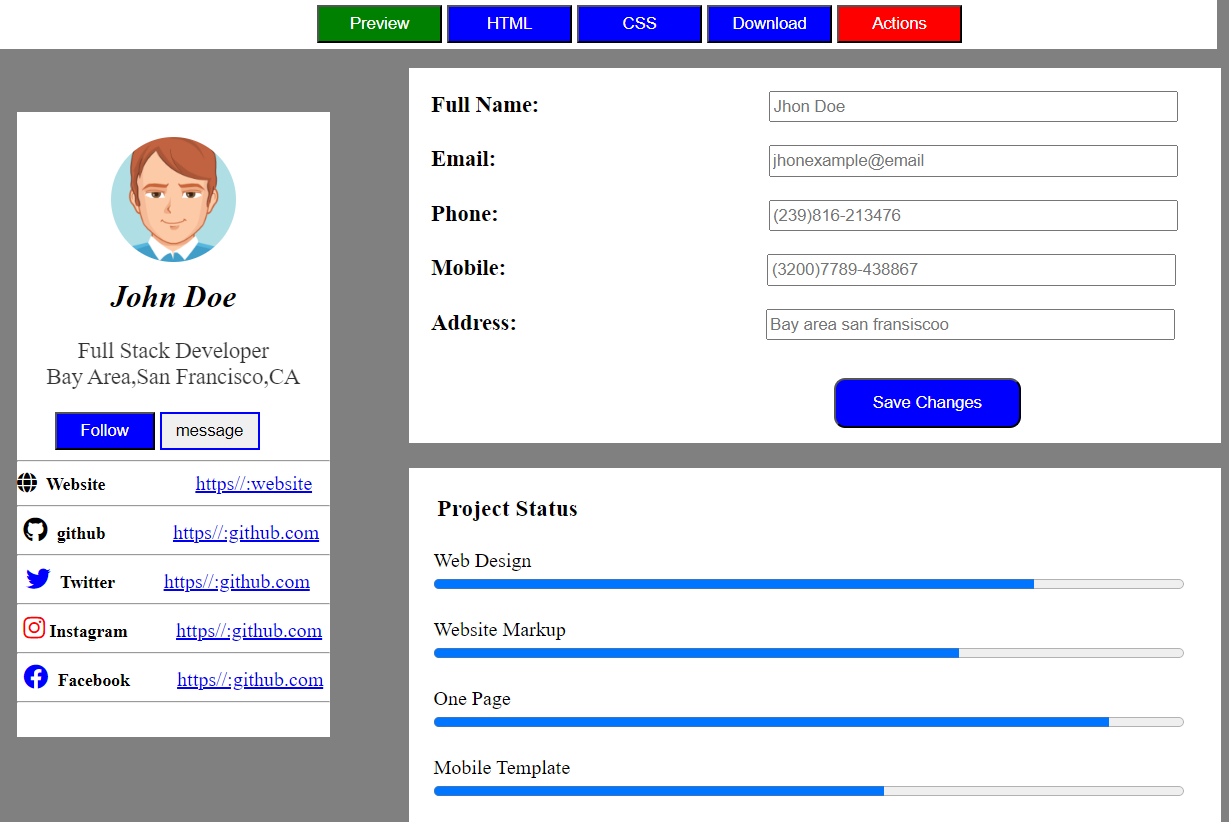 Preview HTML CSS Download Actions
John Doe
Full Stack Developer
Bay Area,San Francisco,CA
Follow message
Website https//:website
github https//:github.com
Twitter https//:github.com
Instagram https//:github.com
Facebook https//:github.com
Full Name: Jhon Doe
Email: jhonexample@email
Phone: (239)816-213476
Mobile: (3200)7789-438867
Address: Bay area san fransiscoo
Save Changes
Project Status
Web Design
Website Markup
One Page
Mobile Template